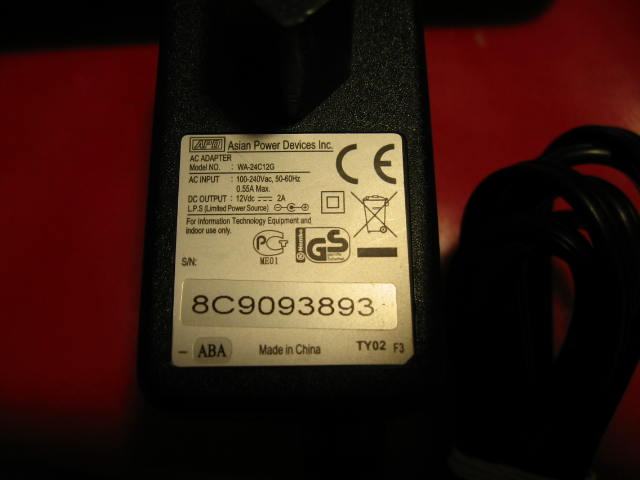 APD Asian Power Devices Inc.
AC ADAPTER
Model NO. : WA-24C12G
AC INPUT : 100-240Vac, 50-60Hz
0.55A Max.
DC OUTPUT : 12Vdc 2A
L.P.S (Limited Power Source)
For Information Technology Equipment and
indoor use only.
CE
PCT
ME01
GS
S/N:
8C9093893
– ABA Made in China TY02 F3